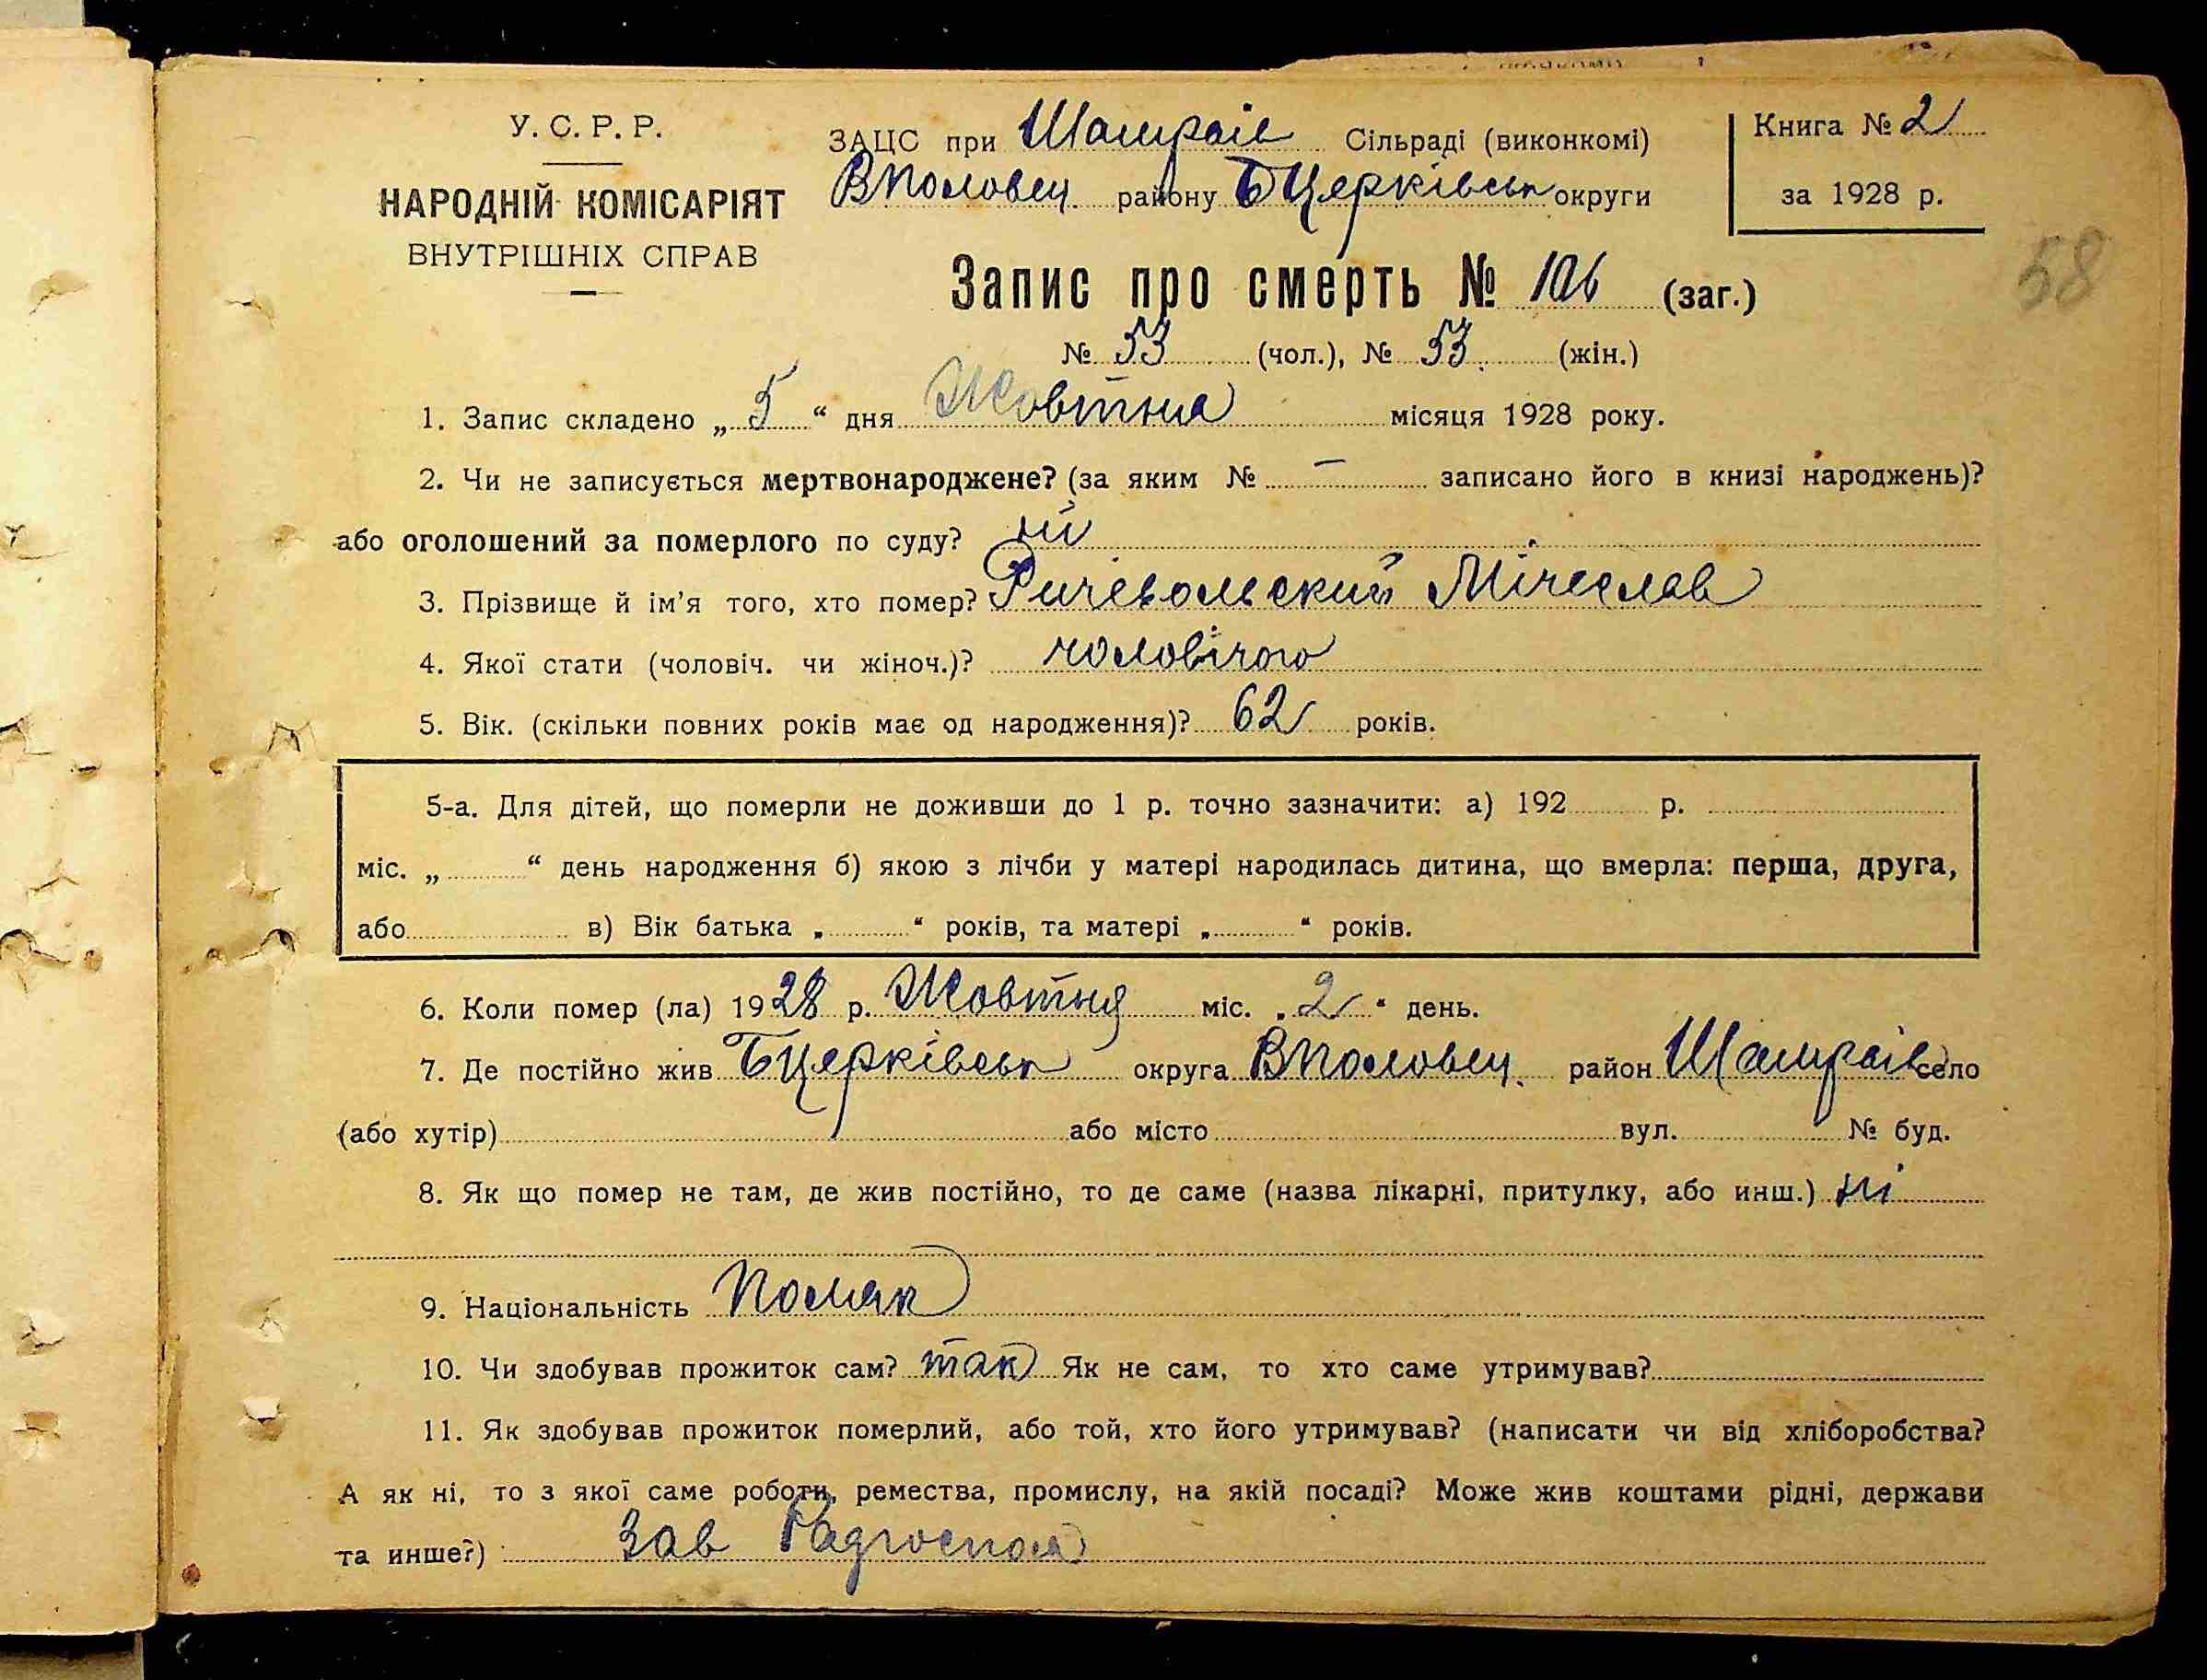 У. С. Р. Р.
НАРОДНІЙ КОМІСАРІЯТ
ВНУТРІШНІХ СПРАВ
ЗАЦС при Шамраїв Сільраді (виконкомі)
ВПоловец. району БЦерківськ округи
Книга № 2
за 1928 р.
58
Запис про смерть № 106 (заг.)
№ 53 (чол.), № 53. (жін.)
1. Запис складено „ 5 “ дня Жовтня місяця 1928 року.
2. Чи не записується мертвонароджене? (за яким № — записано його в книзі народжень)?
або оголошений за померлого по суду? ні
3. Прізвище й ім'я того, хто помер? Ричевольский Мічеслав
4. Якої стати (чоловіч. чи жіноч.)? чоловічого
5. Вік. (скільки повних років має од народження)? 62 років.
5-а. Для дітей, що померли не доживши до 1 р. точно зазначити: а) 192 р.
міс. „ “ день народження б) якою з лічби у матері народилась дитина, що вмерла: перша, друга,
або в) Вік батька „ “ років, та матері „ “ років.
6. Коли помер (ла) 1928 р. Жовтня міс. „ 2 “ день.
7. Де постійно жив БЦерківськ округа ВПоловец. район Шамраїв село
(або хутір) або місто вул. № буд.
8. Як що помер не там, де жив постійно, то де саме (назва лікарні, притулку, або инш.) ні
9. Національність Поляк
10. Чи здобував прожиток сам? так Як не сам, то хто саме утримував?
11. Як здобував прожиток померлий, або той, хто його утримував? (написати чи від хліборобства?
А як ні, то з якої саме роботи, ремества, промислу, на якій посаді? Може жив коштами рідні, держави
та инше?) Зав